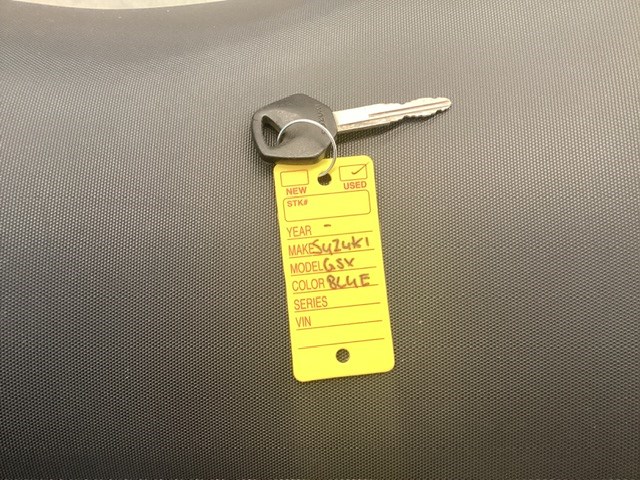 NEW USED
STK#
YEAR -
MAKE SUZUKI
MODEL GSX
COLOR BLUE
SERIES
VIN